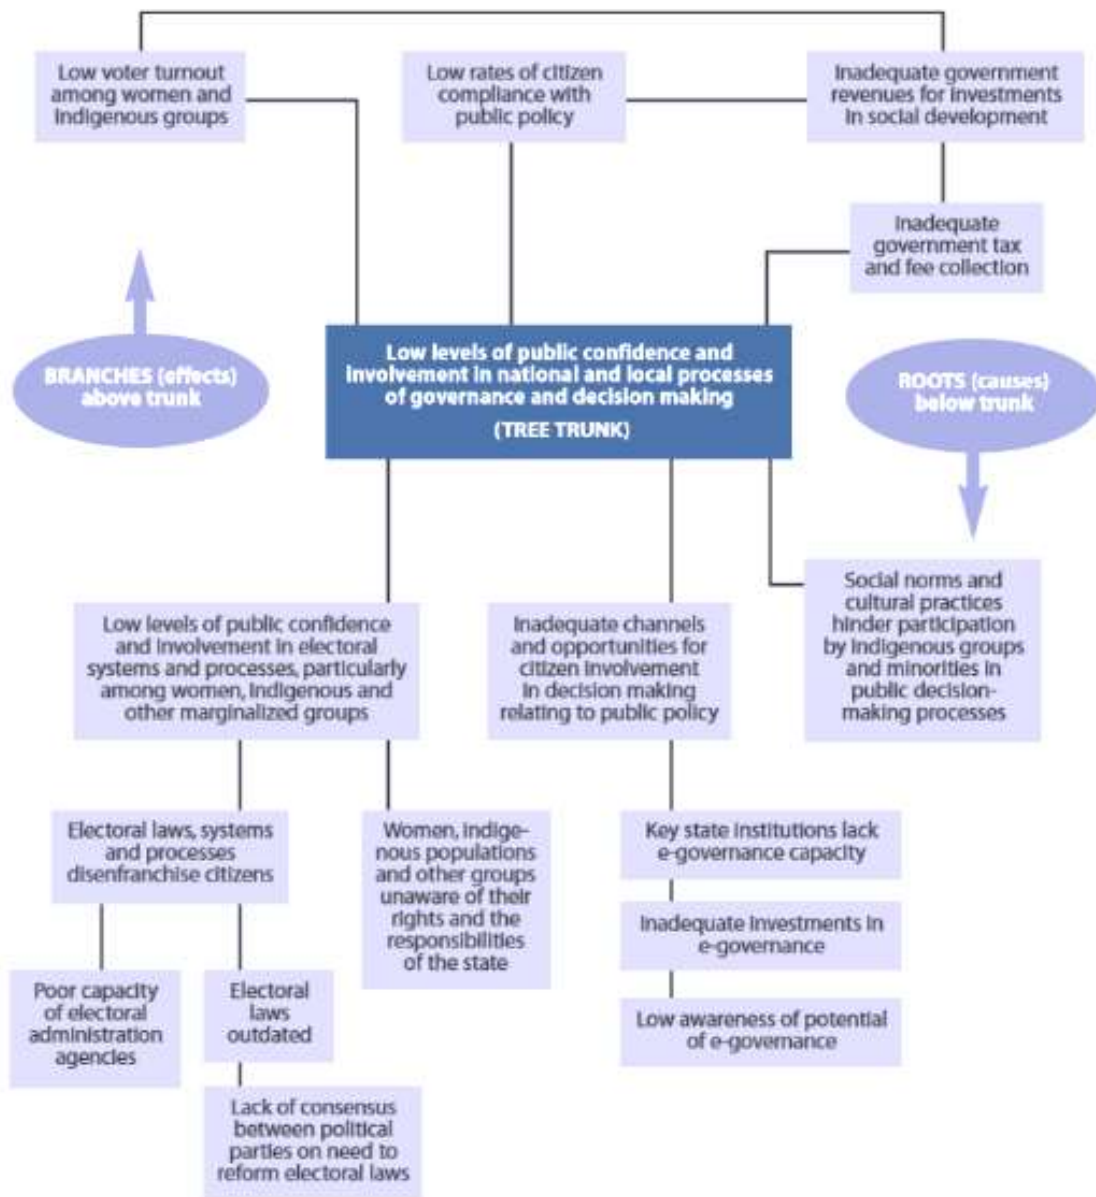 Low voter turnout
among women and
Indigenous groups
Low rates of citizen
compliance with
public policy
Inadequate government
revenues for investments
in social development
Inadequate
government tax
and fee collection
BRANCHES (effects)
above trunk
Low levels of public confidence and
involvement in national and local processes
of governance and decision making
(TREE TRUNK)
ROOTS (causes)
below trunk
Low levels of public confidence
and involvement in electoral
systems and processes, particularly
among women, indigenous and
other marginalized groups
Inadequate channels
and opportunities for
citizen involvement
in decision making
relating to public policy
Social norms and
cultural practices
hinder participation
by indigenous groups
and minorities in
public decision-
making processes
Electoral laws, systems
and processes
disenfranchise citizens
Women, indige-
nous populations
and other groups
unaware of their
rights and the
responsibilities
of the state
Key state institutions lack
e-governance capacity
Inadequate investments in
e-governance
Low awareness of potential
of e-governance
Poor capacity
of electoral
administration
agencies
Electoral
laws
outdated
Lack of consensus
between political
parties on need to
reform electoral laws